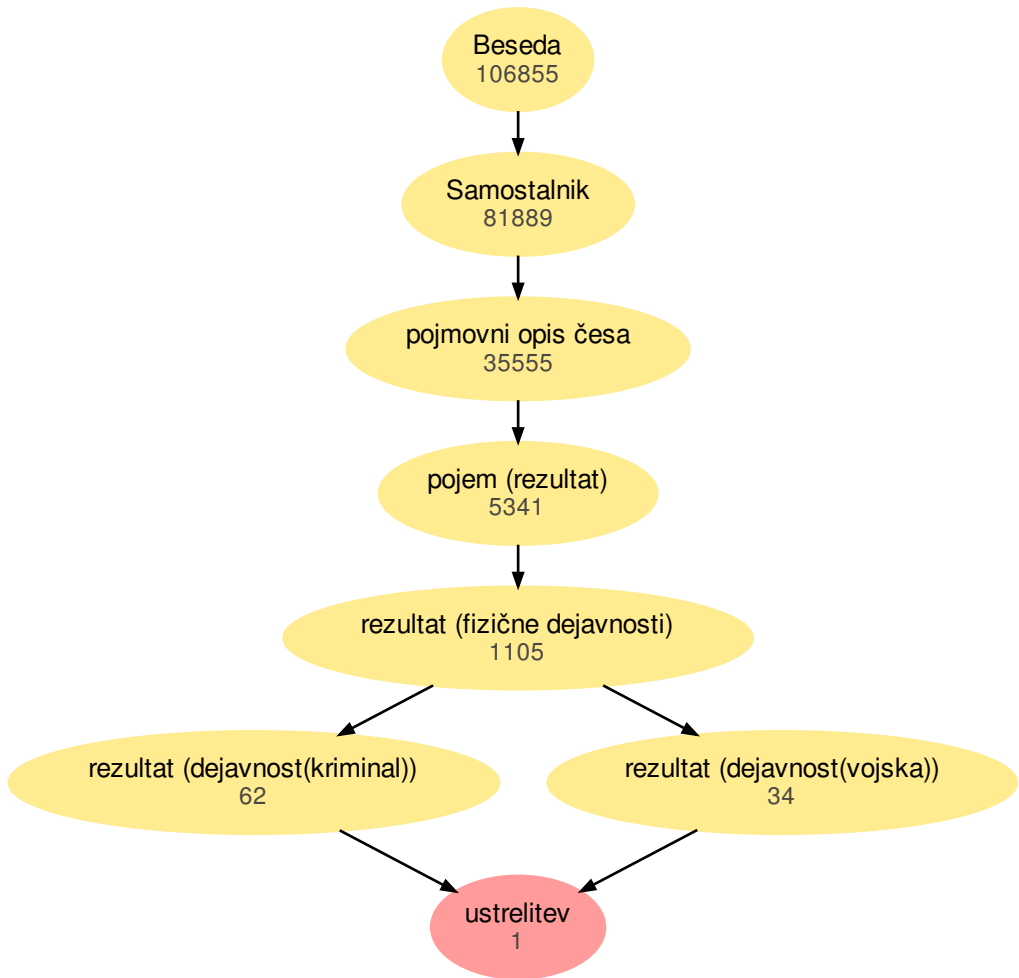 Beseda
106855
Samostalnik
81889
pojmovni opis česa
35555
pojem (rezultat)
5341
rezultat (fizične dejavnosti)
1105
rezultat (dejavnost(kriminal))
62
rezultat (dejavnost(vojska))
34
ustrelitev
1